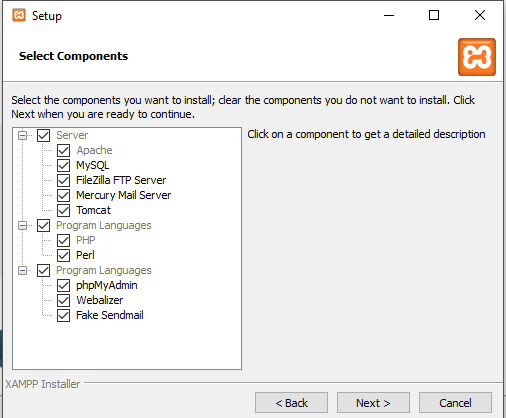 Setup
Select Components
Select the components you want to install; clear the components you do not want to install. Click
Next when you are ready to continue.
Server
Apache
MySQL
FileZilla FTP Server
Mercury Mail Server
Tomcat
Program Languages
PHP
Perl
Program Languages
phpMyAdmin
Webalizer
Fake Sendmail
Click on a component to get a detailed description
XAMPP Installer
< Back
Next >
Cancel